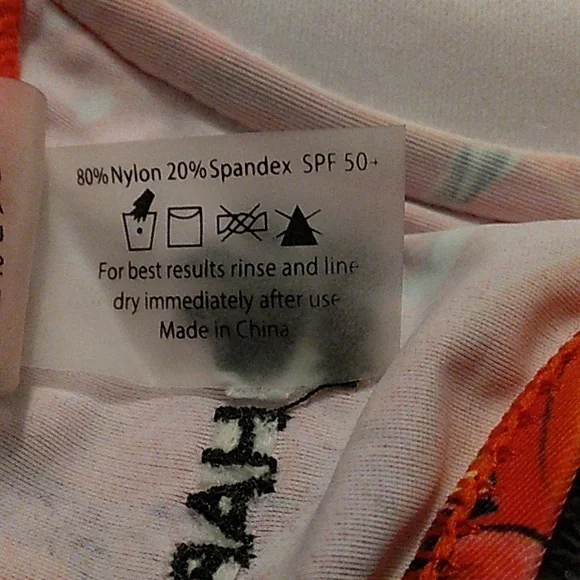 80% Nylon 20% Spandex SPF 50+
For best results rinse and line
dry immediately after use
Made in China